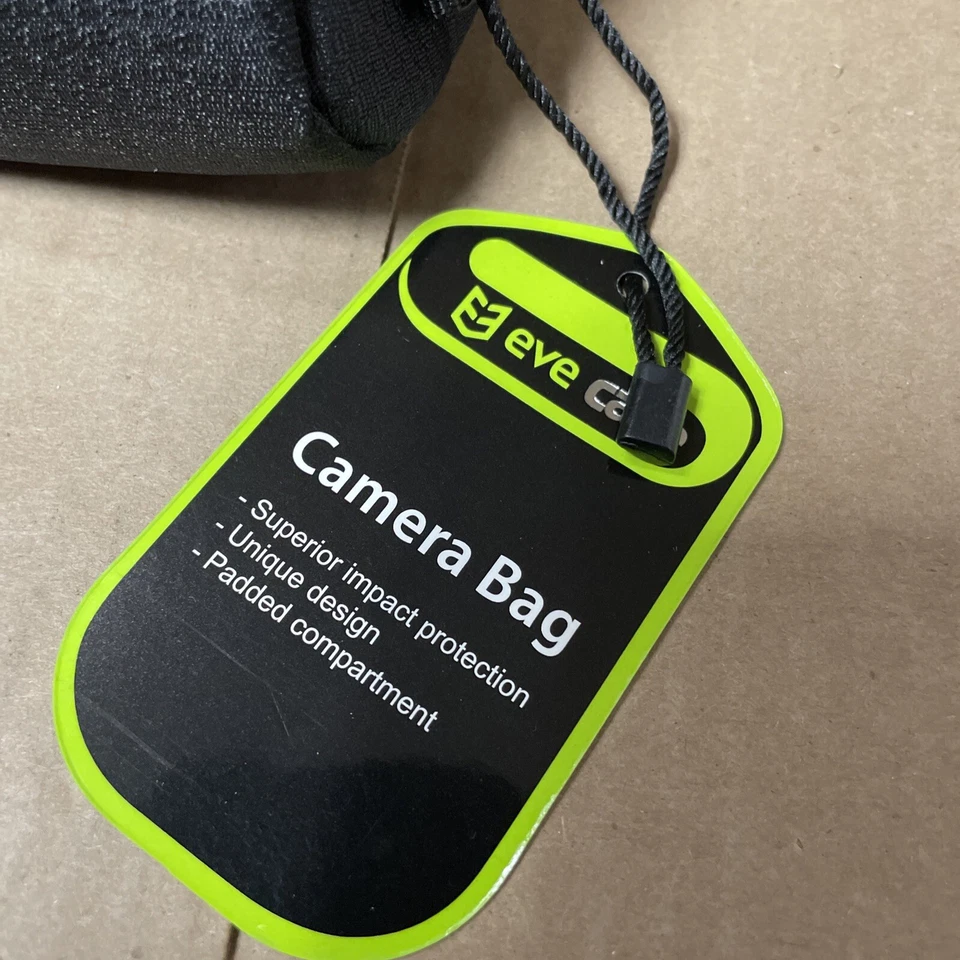 eve
Camera Bag
- Superior impact protection
- Unique design
- Padded compartment